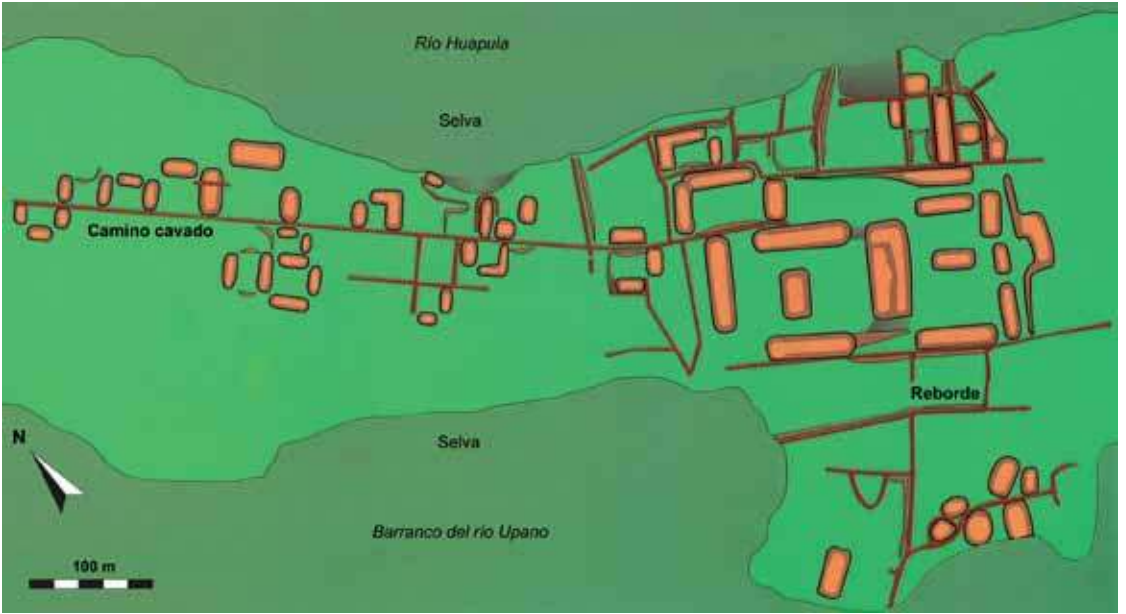 Río Huapula
Selva
Camino cavado
Reborde
N
Selva
Barranco del río Upano
100 m